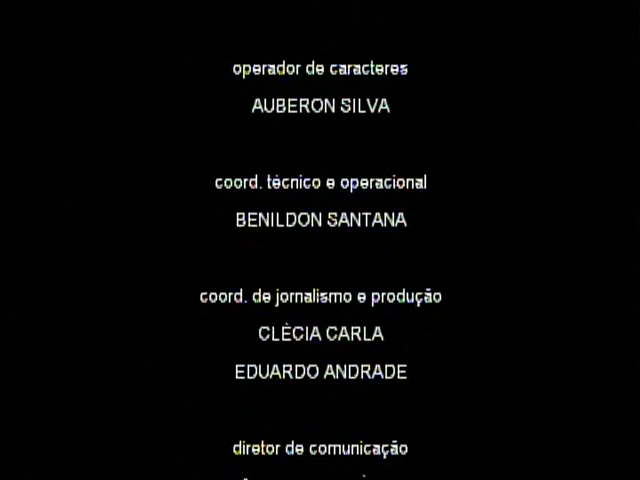 operador de caracteres
AUBERON SILVA
coord. técnico e operacional
BENILDON SANTANA
coord. de jornalismo e produção
CLÉCIA CARLA
EDUARDO ANDRADE
diretor de comunicação